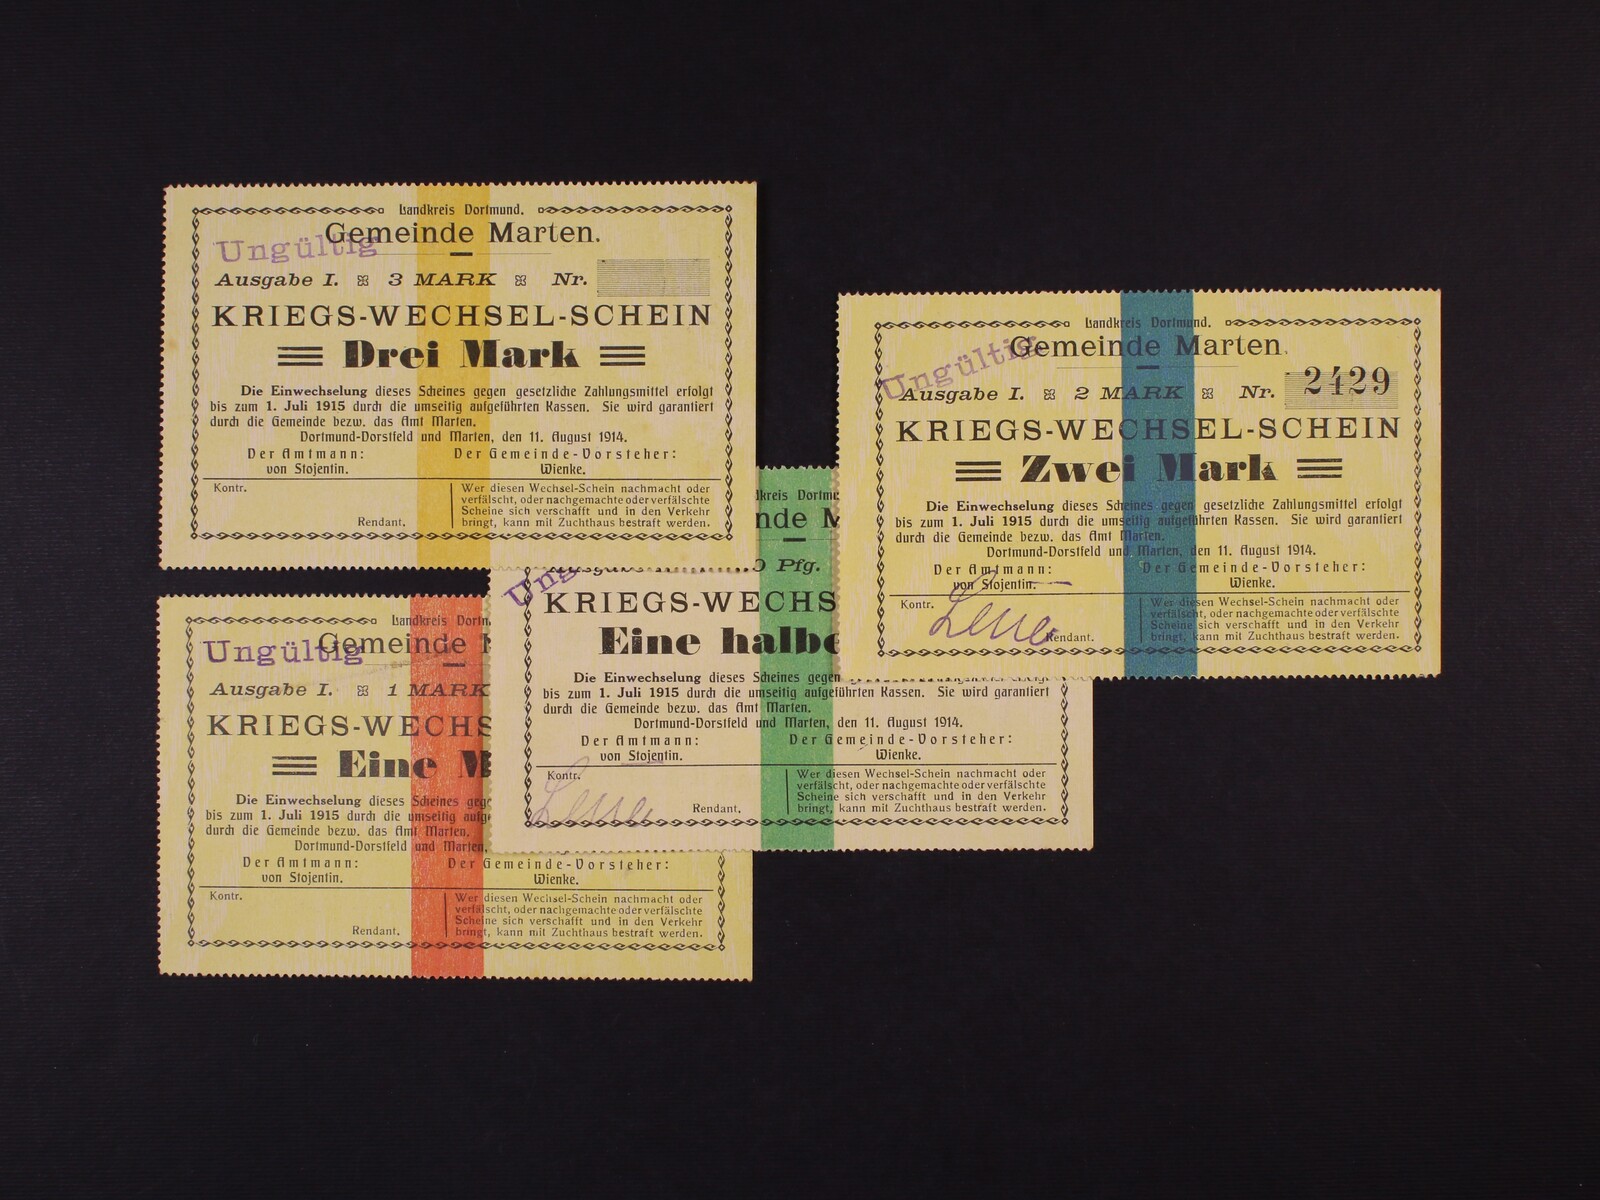 Landkreis Dortmund.
Gemeinde Marten.
Ungültig
Ausgabe I. 3 MARK Nr.
KRIEGS-WECHSEL-SCHEIN
Drei Mark
Die Einwechselung dieses Scheines gegen gesetzliche Zahlungsmittel erfolgt
bis zum 1. Juli 1915 durch die umseitig aufgeführten Kassen. Sie wird garantiert
durch die Gemeinde bezw. das Amt Marten.
Dortmund-Dorstfeld und Marten, den 11. August 1914.
Der Amtmann: Der Gemeinde-Vorsteher:
von Stojentin. Wienke.
Kontr.
Rendant.
Wer diesen Wechsel-Schein nachmacht oder
verfälscht, oder nachgemachte oder verfälschte
Scheine sich verschafft und in den Verkehr
bringt, kann mit Zuchthaus bestraft werden.
Landkreis Dortmund.
Gemeinde Marten.
Ungültig
Ausgabe I. 2 MARK Nr. 2429
KRIEGS-WECHSEL-SCHEIN
Zwei Mark
Die Einwechselung dieses Scheines gegen gesetzliche Zahlungsmittel erfolgt
bis zum 1. Juli 1915 durch die umseitig aufgeführten Kassen. Sie wird garantiert
durch die Gemeinde bezw. das Amt Marten.
Dortmund-Dorstfeld und Marten, den 11. August 1914.
Der Amtmann: Der Gemeinde-Vorsteher:
von Stojentin. Wienke.
Kontr.
Rendant.
Wer diesen Wechsel-Schein nachmacht oder
verfälscht, oder nachgemachte oder verfälschte
Scheine sich verschafft und in den Verkehr
bringt, kann mit Zuchthaus bestraft werden.
dkreis Dortm
nde M
Ung
0 Pfg.
KRIEGS-WECHS
Eine halbe
Die Einwechselung dieses Scheines gegen
bis zum 1. Juli 1915 durch die umseitig aufgeführten Kassen. Sie wird garantiert
durch die Gemeinde bezw. das Amt Marten.
Dortmund-Dorstfeld und Marten, den 11. August 1914.
Der Amtmann: Der Gemeinde-Vorsteher:
von Stojentin. Wienke.
Kontr.
Rendant.
Wer diesen Wechsel-Schein nachmacht oder
verfälscht, oder nachgemachte oder verfälschte
Scheine sich verschafft und in den Verkehr
bringt, kann mit Zuchthaus bestraft werden.
Landkreis Dortm
Gemeinde M
Ungültig
Ausgabe I. 1 MARK
KRIEGS-WECHS
Eine M
Die Einwechselung dieses Scheines gege
bis zum 1. Juli 1915 durch die umseitig aufg
durch die Gemeinde bezw. das Amt Marten.
Dortmund-Dorstfeld und Marten,
Der Amtmann: Der Gemeinde-Vorsteher:
von Stojentin. Wienke.
Kontr.
Rendant.
Wer diesen Wechsel-Schein nachmacht oder
verfälscht, oder nachgemachte oder verfälschte
Scheine sich verschafft und in den Verkehr
bringt, kann mit Zuchthaus bestraft werden.